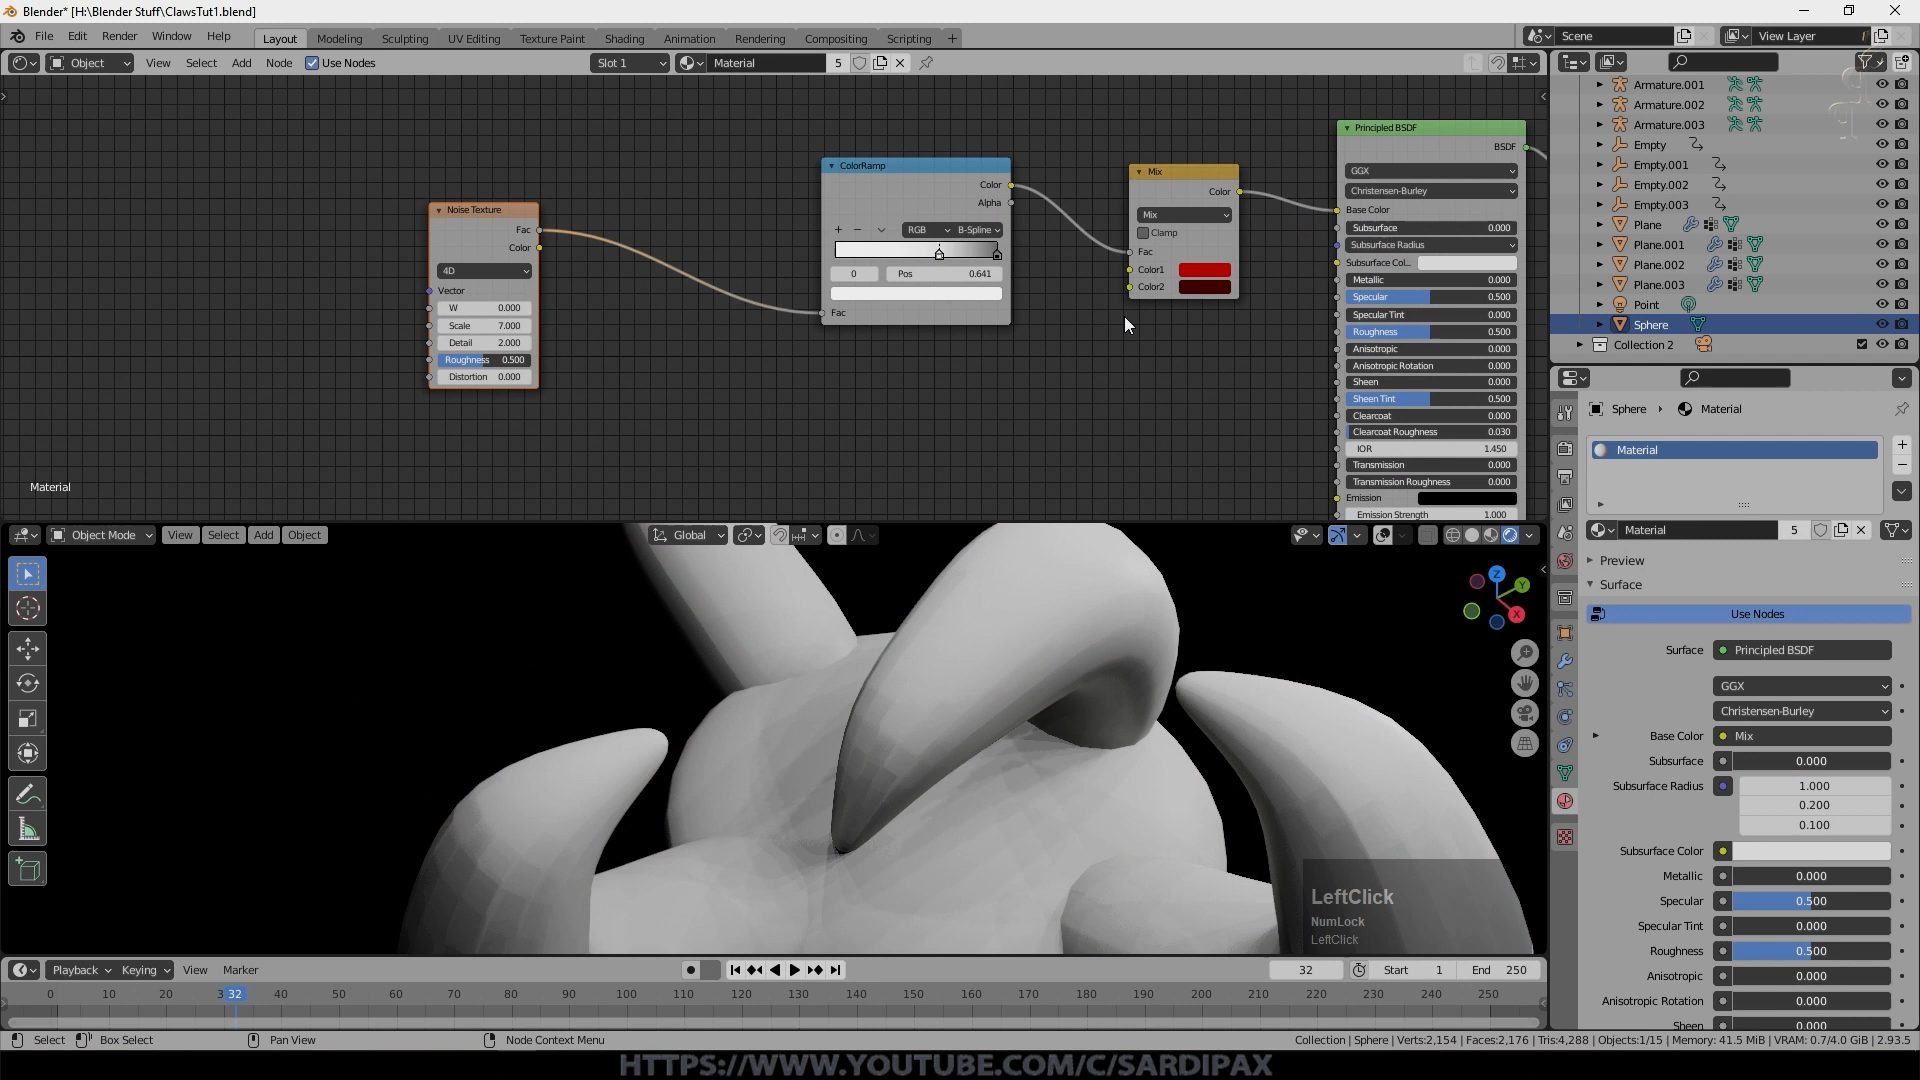 Blender* [H:\Blender Stuff\ClawsTut1.blend]
File Edit Render Window Help Layout Modeling Sculpting UV Editing Texture Paint Shading Animation Rendering Compositing Scripting + Scene View Layer
Object View Select Add Node Use Nodes Slot 1 Material 5
Armature.001
Armature.002
Armature.003
Empty
Empty.001
Empty.002
Empty.003
Plane
Plane.001
Plane.002
Plane.003
Point
Sphere
Collection 2
Noise Texture
Fac
Color
4D
Vector
W 0.000
Scale 7.000
Detail 2.000
Roughness 0.500
Distortion 0.000
ColorRamp
Color
Alpha
+ − RGB B-Spline
0 Pos 0.641
Fac
Mix
Color
Mix
Clamp
Fac
Color1
Color2
Principled BSDF
BSDF
GGX
Christensen-Burley
Base Color
Subsurface 0.000
Subsurface Radius
Subsurface Col...
Metallic 0.000
Specular 0.500
Specular Tint 0.000
Roughness 0.500
Anisotropic 0.000
Anisotropic Rotation 0.000
Sheen 0.000
Sheen Tint 0.500
Clearcoat 0.000
Clearcoat Roughness 0.030
IOR 1.450
Transmission 0.000
Transmission Roughness 0.000
Emission
Emission Strength 1.000
Material
Sphere Material
Material
Material 5
Preview
Surface
Use Nodes
Surface Principled BSDF
GGX
Christensen-Burley
Base Color Mix
Subsurface 0.000
Subsurface Radius 1.000
0.200
0.100
Subsurface Color
Metallic 0.000
Specular 0.500
Specular Tint 0.000
Roughness 0.500
Anisotropic 0.000
Anisotropic Rotation 0.000
Sheen 0.000
Object Mode View Select Add Object Global
Z
Y
X
LeftClick
NumLock
LeftClick
Playback Keying View Marker 32 Start 1 End 250
0 10 20 3 32 40 50 60 70 80 90 100 110 120 130 140 150 160 170 180 190 200 210 220 230 240 250
Select Box Select Pan View Node Context Menu Collection | Sphere | Verts:2,154 | Faces:2,176 | Tris:4,288 | Objects:1/15 | Memory: 41.5 MiB | VRAM: 0.7/4.0 GiB | 2.93.5
HTTPS://WWW.YOUTUBE.COM/C/SARDIPAX